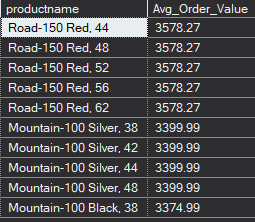 productname Avg_Order_Value
Road-150 Red, 44 3578.27
Road-150 Red, 48 3578.27
Road-150 Red, 52 3578.27
Road-150 Red, 56 3578.27
Road-150 Red, 62 3578.27
Mountain-100 Silver, 38 3399.99
Mountain-100 Silver, 42 3399.99
Mountain-100 Silver, 44 3399.99
Mountain-100 Silver, 48 3399.99
Mountain-100 Black, 38 3374.99